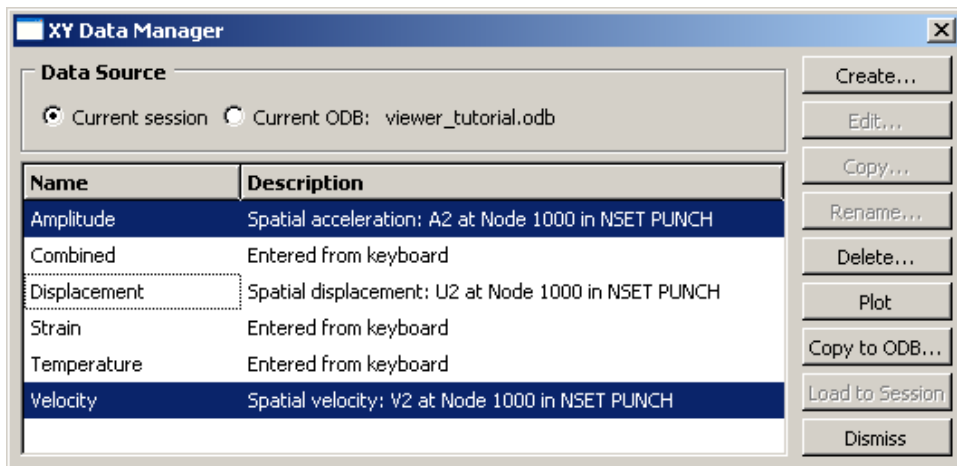 XY Data Manager
Data Source
Current session Current ODB: viewer_tutorial.odb
Name Description
Amplitude Spatial acceleration: A2 at Node 1000 in NSET PUNCH
Combined Entered from keyboard
Displacement Spatial displacement: U2 at Node 1000 in NSET PUNCH
Strain Entered from keyboard
Temperature Entered from keyboard
Velocity Spatial velocity: V2 at Node 1000 in NSET PUNCH
Create...
Edit...
Copy...
Rename...
Delete...
Plot
Copy to ODB...
Load to Session
Dismiss